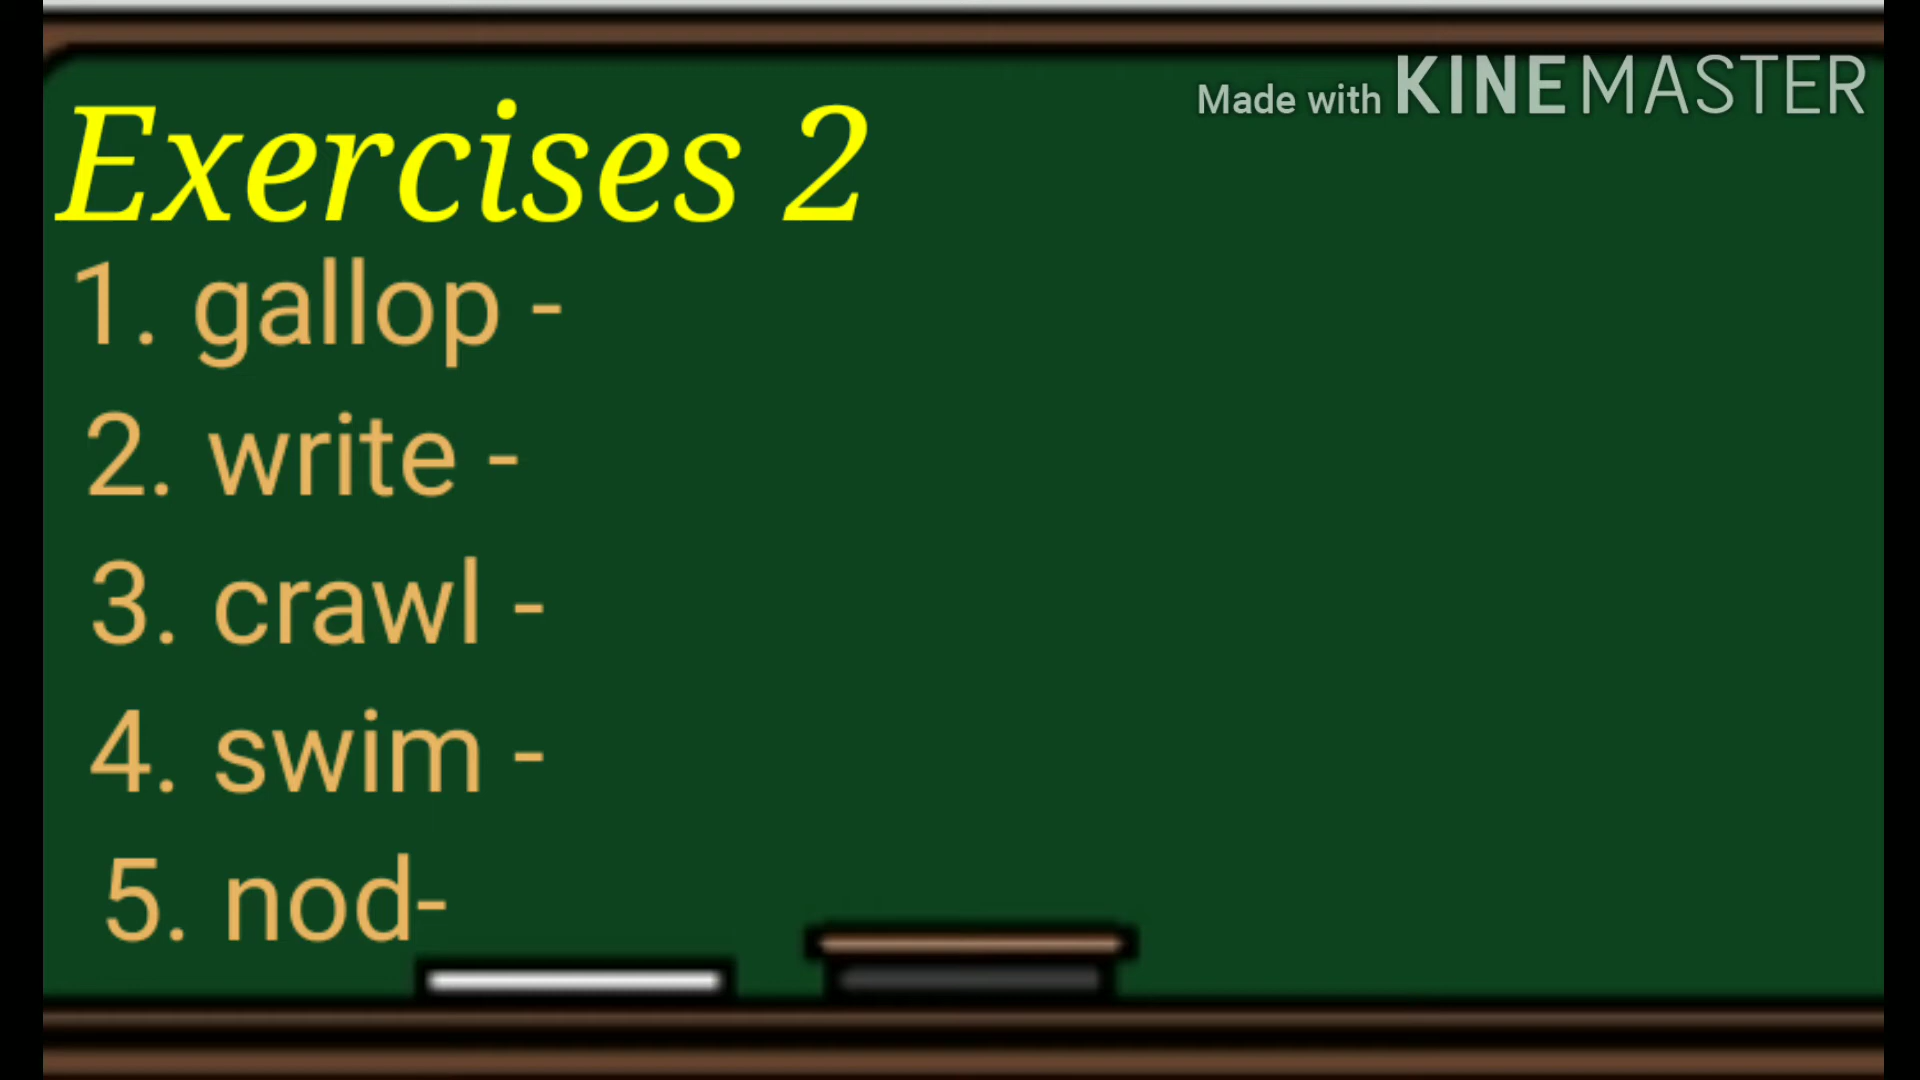 Made with KINEMASTER
Exercises 2
1. gallop -
2. write -
3. crawl -
4. swim -
5. nod-